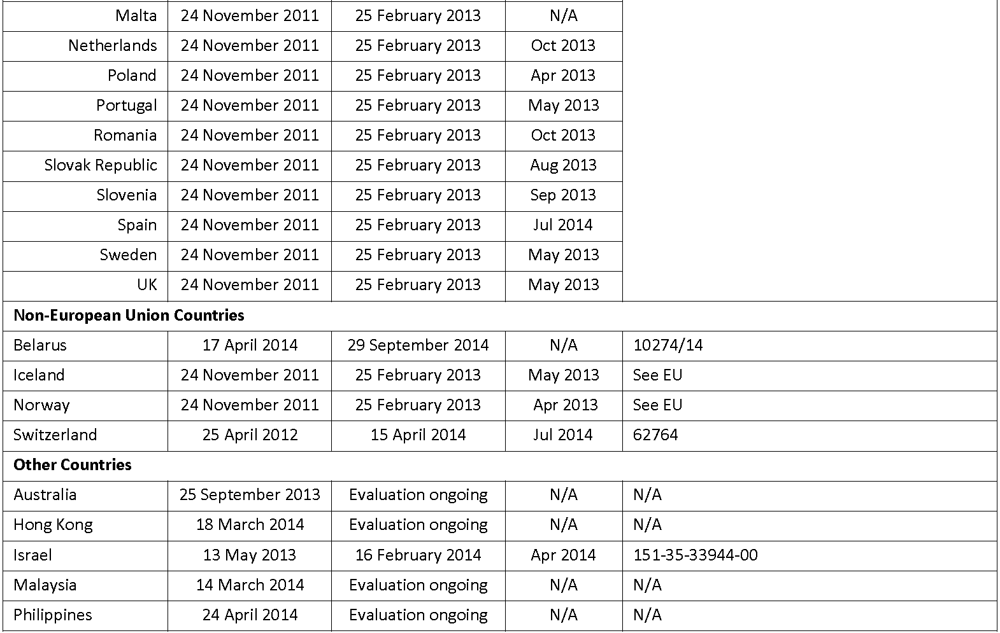 Malta 24 November 2011 25 February 2013 N/A
Netherlands 24 November 2011 25 February 2013 Oct 2013
Poland 24 November 2011 25 February 2013 Apr 2013
Portugal 24 November 2011 25 February 2013 May 2013
Romania 24 November 2011 25 February 2013 Oct 2013
Slovak Republic 24 November 2011 25 February 2013 Aug 2013
Slovenia 24 November 2011 25 February 2013 Sep 2013
Spain 24 November 2011 25 February 2013 Jul 2014
Sweden 24 November 2011 25 February 2013 May 2013
UK 24 November 2011 25 February 2013 May 2013
Non-European Union Countries
Belarus 17 April 2014 29 September 2014 N/A 10274/14
Iceland 24 November 2011 25 February 2013 May 2013 See EU
Norway 24 November 2011 25 February 2013 Apr 2013 See EU
Switzerland 25 April 2012 15 April 2014 Jul 2014 62764
Other Countries
Australia 25 September 2013 Evaluation ongoing N/A N/A
Hong Kong 18 March 2014 Evaluation ongoing N/A N/A
Israel 13 May 2013 16 February 2014 Apr 2014 151-35-33944-00
Malaysia 14 March 2014 Evaluation ongoing N/A N/A
Philippines 24 April 2014 Evaluation ongoing N/A N/A